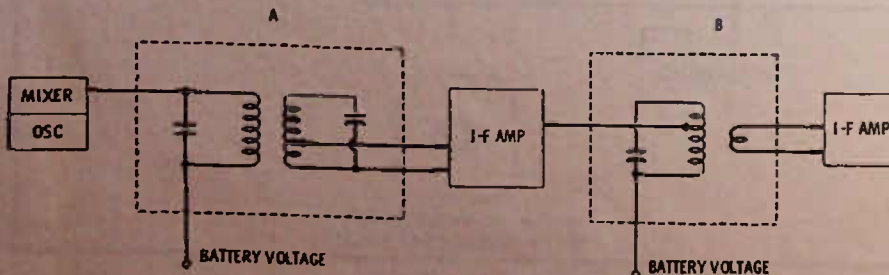 A
B
MIXER
OSC
I-F AMP
I-F AMP
BATTERY VOLTAGE
BATTERY VOLTAGE